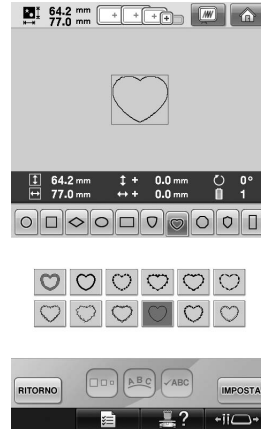 64.2 mm
77.0 mm
64.2 mm + 0.0 mm 0°
77.0 mm + 0.0 mm 1
ABC ABC
RITORNO IMPOSTA
?